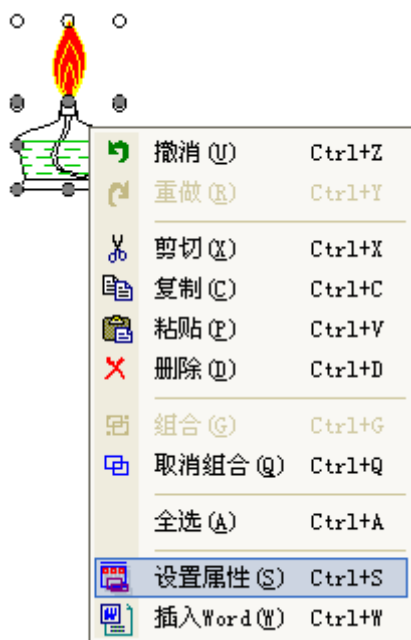 撤消(U) Ctrl+Z
重做(R) Ctrl+Y
剪切(X) Ctrl+X
复制(C) Ctrl+C
粘贴(P) Ctrl+V
删除(D) Ctrl+D
组合(G) Ctrl+G
取消组合(Q) Ctrl+Q
全选(A) Ctrl+A
设置属性(S) Ctrl+S
插入Word(W) Ctrl+W